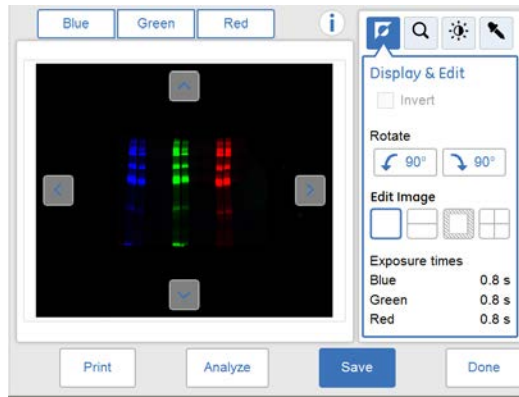 Blue Green Red i
Display & Edit
Invert
Rotate
90° 90°
Edit Image
Exposure times
Blue 0.8 s
Green 0.8 s
Red 0.8 s
Print Analyze Save Done